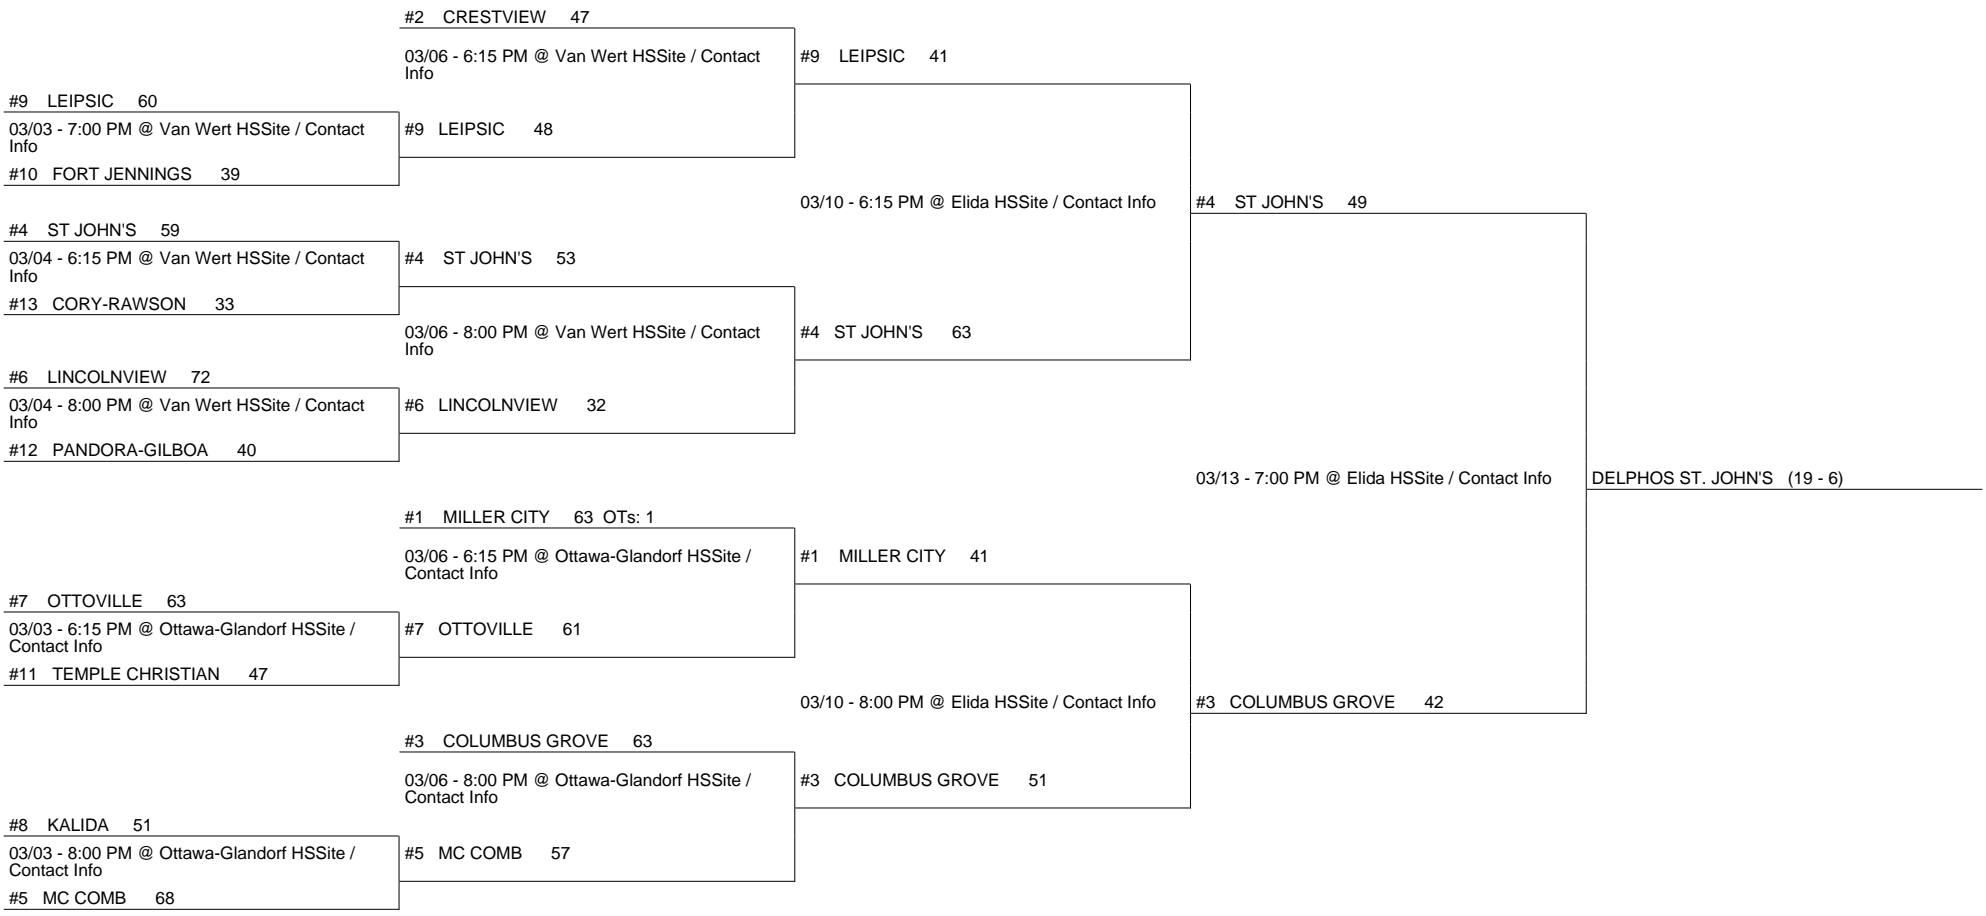 #2 CRESTVIEW 47
03/06 - 6:15 PM @ Van Wert HSSite / Contact
Info
#9 LEIPSIC 41
#9 LEIPSIC 60
03/03 - 7:00 PM @ Van Wert HSSite / Contact
Info
#9 LEIPSIC 48
#10 FORT JENNINGS 39
03/10 - 6:15 PM @ Elida HSSite / Contact Info
#4 ST JOHN'S 49
#4 ST JOHN'S 59
03/04 - 6:15 PM @ Van Wert HSSite / Contact
Info
#4 ST JOHN'S 53
#13 CORY-RAWSON 33
03/06 - 8:00 PM @ Van Wert HSSite / Contact
Info
#4 ST JOHN'S 63
#6 LINCOLNVIEW 72
03/04 - 8:00 PM @ Van Wert HSSite / Contact
Info
#6 LINCOLNVIEW 32
#12 PANDORA-GILBOA 40
03/13 - 7:00 PM @ Elida HSSite / Contact Info
DELPHOS ST. JOHN'S (19 - 6)
#1 MILLER CITY 63 OTs: 1
03/06 - 6:15 PM @ Ottawa-Glandorf HSSite /
Contact Info
#1 MILLER CITY 41
#7 OTTOVILLE 63
03/03 - 6:15 PM @ Ottawa-Glandorf HSSite /
Contact Info
#7 OTTOVILLE 61
#11 TEMPLE CHRISTIAN 47
03/10 - 8:00 PM @ Elida HSSite / Contact Info
#3 COLUMBUS GROVE 42
#3 COLUMBUS GROVE 63
03/06 - 8:00 PM @ Ottawa-Glandorf HSSite /
Contact Info
#3 COLUMBUS GROVE 51
#8 KALIDA 51
03/03 - 8:00 PM @ Ottawa-Glandorf HSSite /
Contact Info
#5 MC COMB 57
#5 MC COMB 68